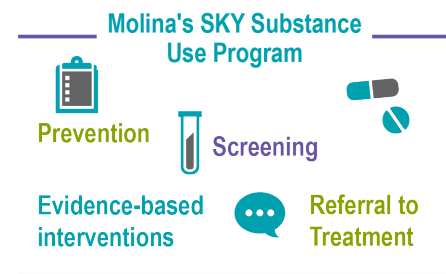 Molina's SKY Substance
Use Program
Prevention
Screening
Evidence-based
interventions
Referral to
Treatment